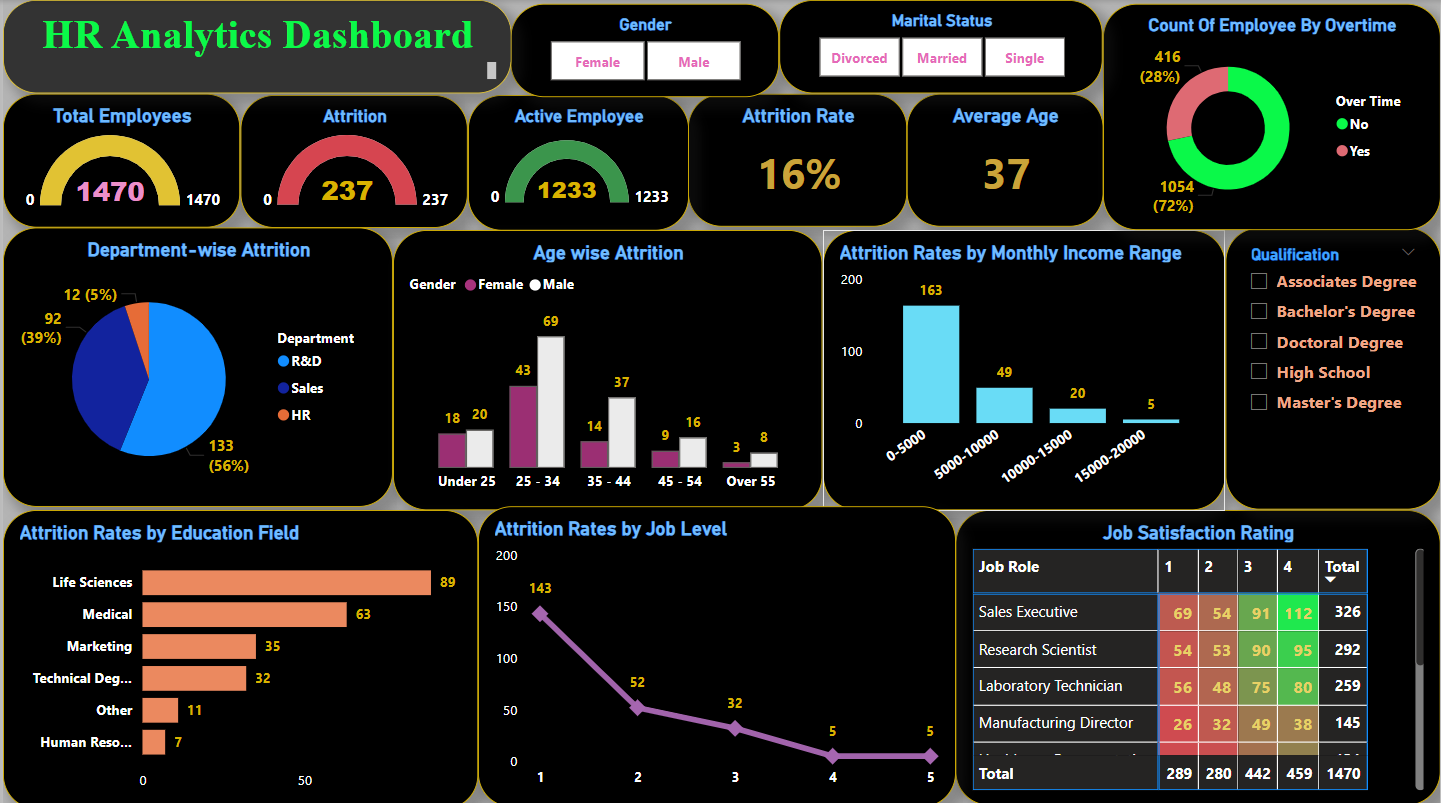 HR Analytics Dashboard
Gender
Female Male
Marital Status
Divorced Married Single
Count Of Employee By Overtime
416
(28%)
1054
(72%)
Over Time
No
Yes
Total Employees
1470
0 1470
Attrition
237
0 237
Active Employee
1233
0 1233
Attrition Rate
16%
Average Age
37
Department-wise Attrition
12 (5%)
92
(39%)
133
(56%)
Department
R&D
Sales
HR
Age wise Attrition
Gender Female Male
18 20 43 69 14 37 9 16 3 8
Under 25 25 - 34 35 - 44 45 - 54 Over 55
Attrition Rates by Monthly Income Range
200
100
0
163 49 20 5
0-5000 5000-10000 10000-15000 15000-20000
Qualification
Associates Degree
Bachelor's Degree
Doctoral Degree
High School
Master's Degree
Attrition Rates by Education Field
Life Sciences 89
Medical 63
Marketing 35
Technical Deg... 32
Other 11
Human Reso... 7
0 50
Attrition Rates by Job Level
200
150
100
50
0
143 52 32 5 5
1 2 3 4 5
Job Satisfaction Rating
Job Role 1 2 3 4 Total
Sales Executive 69 54 91 112 326
Research Scientist 54 53 90 95 292
Laboratory Technician 56 48 75 80 259
Manufacturing Director 26 32 49 38 145
Total 289 280 442 459 1470